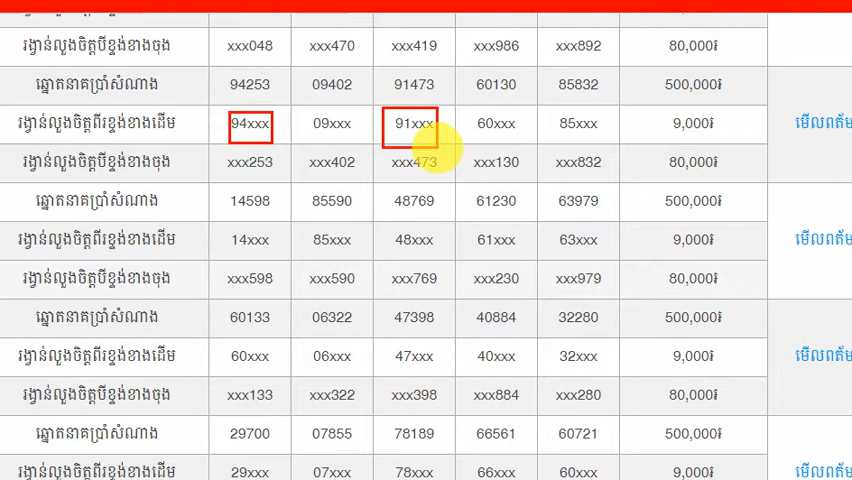 រង្វាន់លួងចិត្តបីខ្ទង់ខាងចុង xxx048 xxx470 xxx419 xxx986 xxx892 80,000៛
ឆ្នោតនាគប្រាំសំណាង 94253 09402 91473 60130 85832 500,000៛
រង្វាន់លួងចិត្តពីរខ្ទង់ខាងដើម 94xxx 09xxx 91xxx 60xxx 85xxx 9,000៛ មើលពត័ម
រង្វាន់លួងចិត្តបីខ្ទង់ខាងចុង xxx253 xxx402 xxx473 xxx130 xxx832 80,000៛
ឆ្នោតនាគប្រាំសំណាង 14598 85590 48769 61230 63979 500,000៛
រង្វាន់លួងចិត្តពីរខ្ទង់ខាងដើម 14xxx 85xxx 48xxx 61xxx 63xxx 9,000៛ មើលពត័ម
រង្វាន់លួងចិត្តបីខ្ទង់ខាងចុង xxx598 xxx590 xxx769 xxx230 xxx979 80,000៛
ឆ្នោតនាគប្រាំសំណាង 60133 06322 47398 40884 32280 500,000៛
រង្វាន់លួងចិត្តពីរខ្ទង់ខាងដើម 60xxx 06xxx 47xxx 40xxx 32xxx 9,000៛ មើលពត័ម
រង្វាន់លួងចិត្តបីខ្ទង់ខាងចុង xxx133 xxx322 xxx398 xxx884 xxx280 80,000៛
ឆ្នោតនាគប្រាំសំណាង 29700 07855 78189 66561 60721 500,000៛
រង្វាន់លួងចិត្តពីរខ្ទង់ខាងដើម 29xxx 07xxx 78xxx 66xxx 60xxx 9,000៛ មើលពត័ម